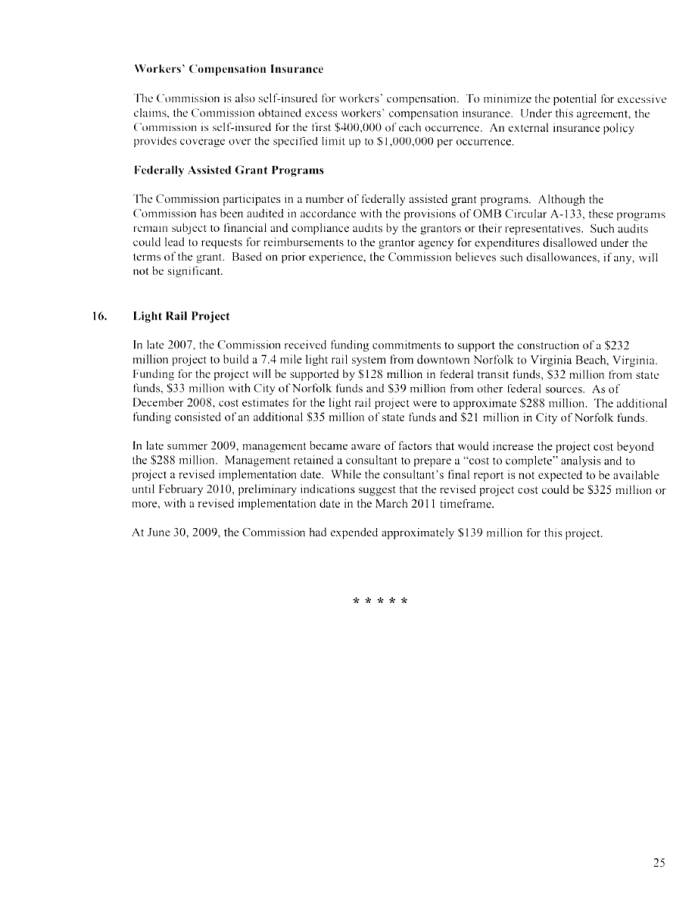 Workers' Compensation Insurance
The Commission is also self-insured for workers' compensation. To minimize the potential for excessive
claims, the Commission obtained excess workers' compensation insurance. Under this agreement, the
Commission is self-insured for the first $400,000 of each occurrence. An external insurance policy
provides coverage over the specified limit up to $1,000,000 per occurrence.
Federally Assisted Grant Programs
The Commission participates in a number of federally assisted grant programs. Although the
Commission has been audited in accordance with the provisions of OMB Circular A-133, these programs
remain subject to financial and compliance audits by the grantors or their representatives. Such audits
could lead to requests for reimbursements to the grantor agency for expenditures disallowed under the
terms of the grant. Based on prior experience, the Commission believes such disallowances, if any, will
not be significant.
16. Light Rail Project
In late 2007, the Commission received funding commitments to support the construction of a $232
million project to build a 7.4 mile light rail system from downtown Norfolk to Virginia Beach, Virginia.
Funding for the project will be supported by $128 million in federal transit funds, $32 million from state
funds, $33 million with City of Norfolk funds and $39 million from other federal sources. As of
December 2008, cost estimates for the light rail project were to approximate $288 million. The additional
funding consisted of an additional $35 million of state funds and $21 million in City of Norfolk funds.
In late summer 2009, management became aware of factors that would increase the project cost beyond
the $288 million. Management retained a consultant to prepare a "cost to complete" analysis and to
project a revised implementation date. While the consultant's final report is not expected to be available
until February 2010, preliminary indications suggest that the revised project cost could be $325 million or
more, with a revised implementation date in the March 2011 timeframe.
At June 30, 2009, the Commission had expended approximately $139 million for this project.
* * * * *
25